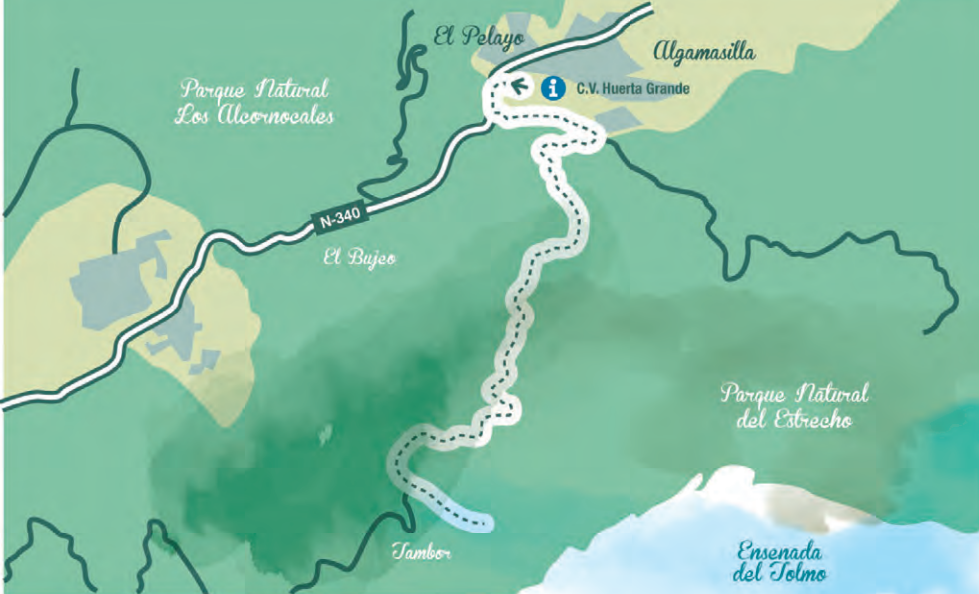 El Pelayo
Algamasilla
Parque Natural
Los Alcornocales
i C.V. Huerta Grande
N-340
El Bujeo
Parque Natural
del Estrecho
Tambor
Ensenada
del Tolmo